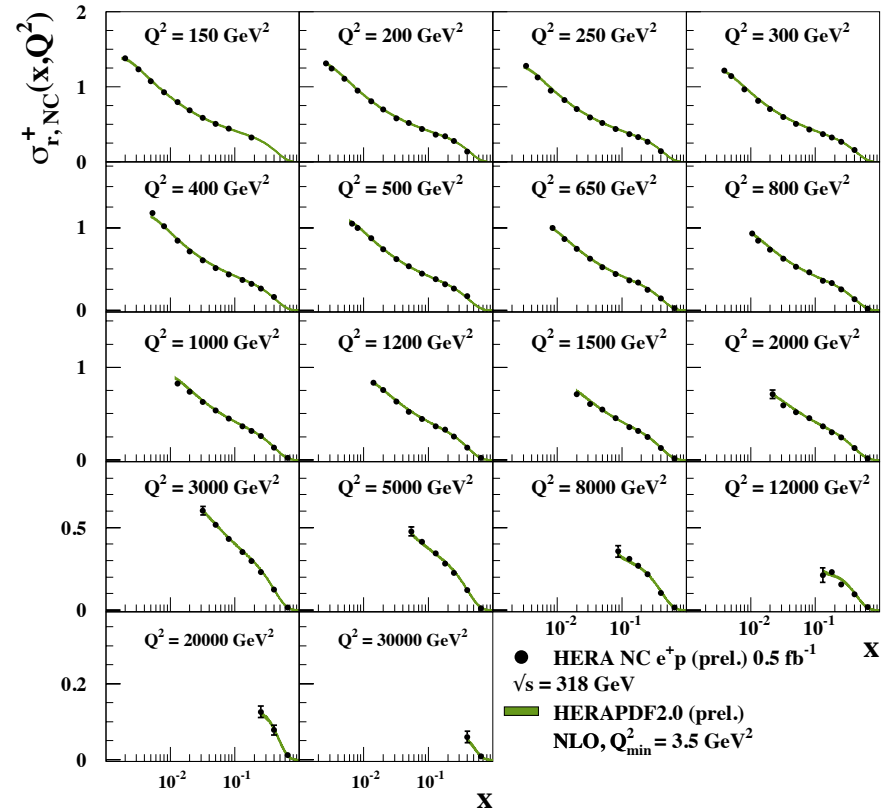 σ⁺r, NC(x,Q²)
2
Q² = 150 GeV²
Q² = 200 GeV²
Q² = 250 GeV²
Q² = 300 GeV²
1
0
Q² = 400 GeV²
Q² = 500 GeV²
Q² = 650 GeV²
Q² = 800 GeV²
1
0
Q² = 1000 GeV²
Q² = 1200 GeV²
Q² = 1500 GeV²
Q² = 2000 GeV²
1
0
Q² = 3000 GeV²
Q² = 5000 GeV²
Q² = 8000 GeV²
Q² = 12000 GeV²
0.5
0
10⁻² 10⁻¹ 10⁻² 10⁻¹
x
Q² = 20000 GeV²
Q² = 30000 GeV²
0.2
0
HERA NC e⁺p (prel.) 0.5 fb⁻¹
√s = 318 GeV
HERAPDF2.0 (prel.)
NLO, Q²min = 3.5 GeV²
10⁻² 10⁻¹ 10⁻² 10⁻¹
x